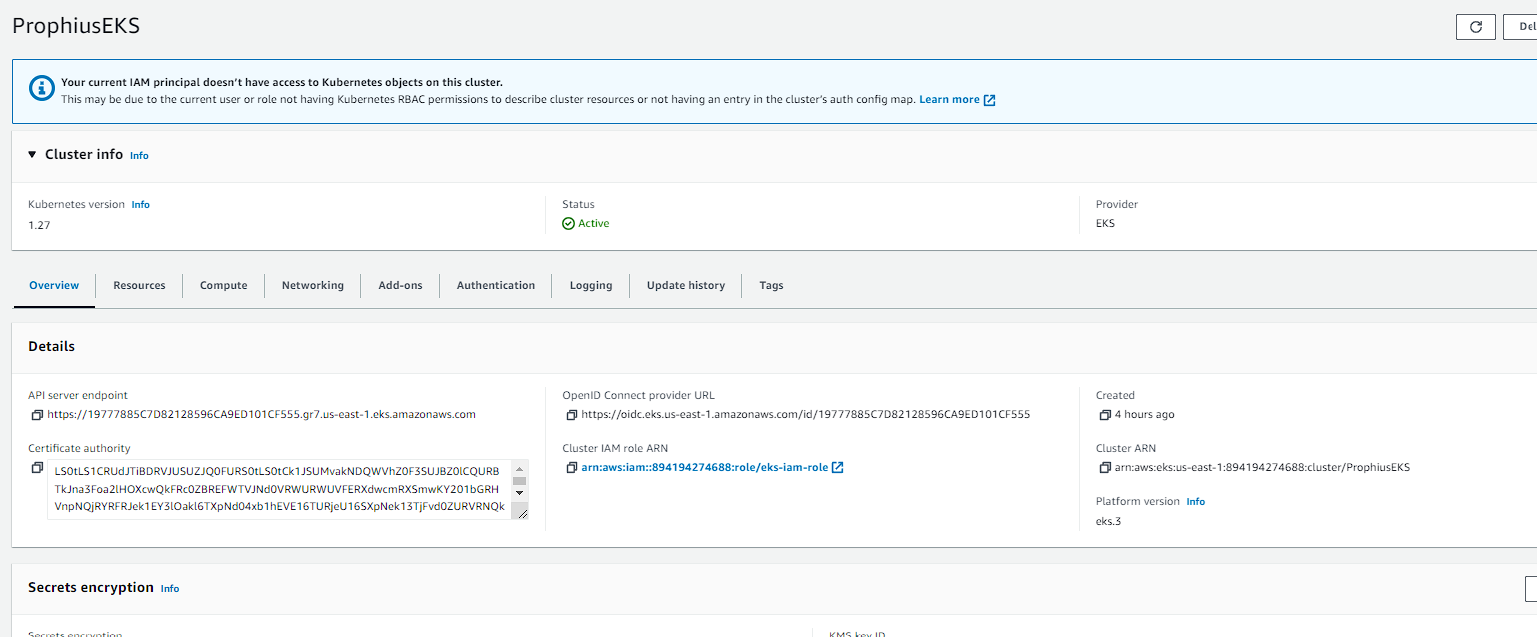 ProphiusEKS
Your current IAM principal doesn't have access to Kubernetes objects on this cluster.
This may be due to the current user or role not having Kubernetes RBAC permissions to describe cluster resources or not having an entry in the cluster's auth config map. Learn more
Cluster info Info
Kubernetes version Info
1.27
Status
Active
Provider
EKS
Overview Resources Compute Networking Add-ons Authentication Logging Update history Tags
Details
API server endpoint
https://19777885C7D82128596CA9ED101CF555.gr7.us-east-1.eks.amazonaws.com
Certificate authority
OpenID Connect provider URL
https://oidc.eks.us-east-1.amazonaws.com/id/19777885C7D82128596CA9ED101CF555
Cluster IAM role ARN
arn:aws:iam::894194274688:role/eks-iam-role
Created
4 hours ago
Cluster ARN
arn:aws:eks:us-east-1:894194274688:cluster/ProphiusEKS
Platform version Info
eks.3
Secrets encryption Info
Secrets encryption
KMS key ID